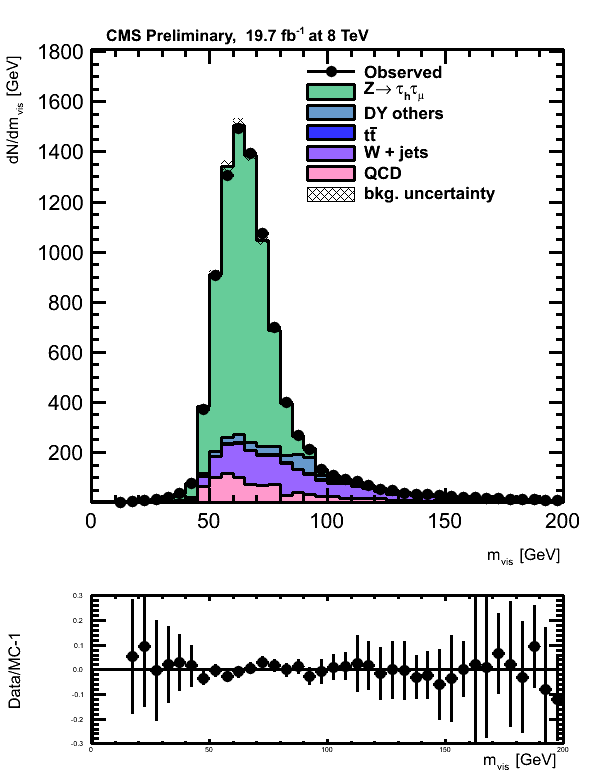 CMS Preliminary, 19.7 fb⁻¹ at 8 TeV
dN/dm_vis [GeV]
1800
1600
1400
1200
1000
800
600
400
200
0 50 100 150 200
m_vis [GeV]
Observed
Z→ τ_h τ_μ
DY others
tt̄
W + jets
QCD
bkg. uncertainty
Data/MC-1
0.3
0.2
0.1
0.0
-0.1
-0.2
-0.3
0 50 100 150 200
m_vis [GeV]